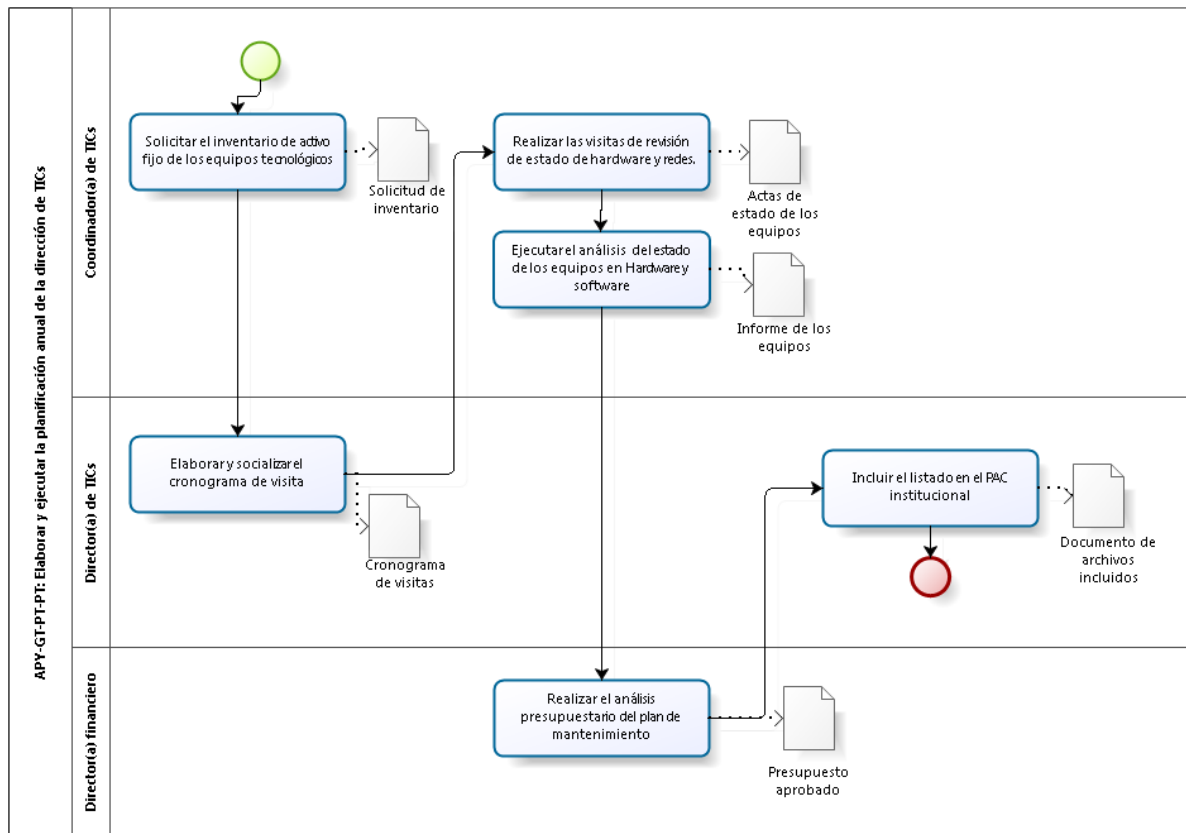 APY-GT-PT-PT: Elaborar y ejecutar la planificación anual de la dirección de TICs
Coordinador(a) de TICs
Solicitar el inventario de activo
fijo de los equipos tecnológicos
Solicitud de
inventario
Realizar las visitas de revisión
de estado de hardware y redes.
Actas de
estado de los
equipos
Ejecutar el análisis del estado
de los equipos en Hardware y
software
Informe de los
equipos
Director(a) de TICs
Elaborar y socializar el
cronograma de visita
Cronograma
de visitas
Incluir el listado en el PAC
institucional
Documento de
archivos
incluidos
Director(a) financiero
Realizar el análisis
presupuestario del plan de
mantenimiento
Presupuesto
aprobado